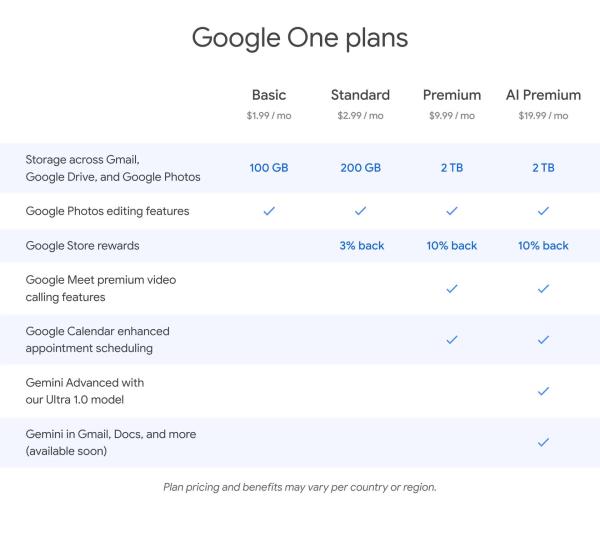 Google One plans
Basic Standard Premium AI Premium
$1.99 / mo $2.99 / mo $9.99 / mo $19.99 / mo
Storage across Gmail,
Google Drive, and Google Photos 100 GB 200 GB 2 TB 2 TB
Google Photos editing features
Google Store rewards 3% back 10% back 10% back
Google Meet premium video
calling features
Google Calendar enhanced
appointment scheduling
Gemini Advanced with
our Ultra 1.0 model
Gemini in Gmail, Docs, and more
(available soon)
Plan pricing and benefits may vary per country or region.